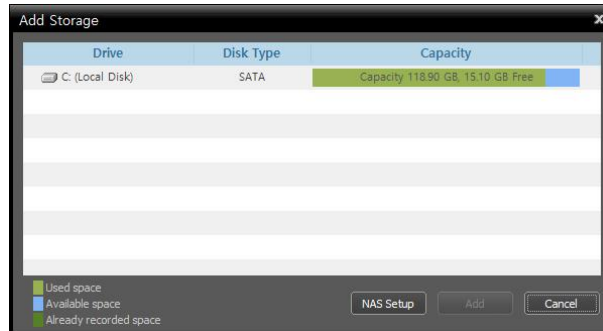 Add Storage x
Drive Disk Type Capacity
C: (Local Disk) SATA Capacity 118.90 GB, 15.10 GB Free
Used space
Available space
Already recorded space
NAS Setup Add Cancel